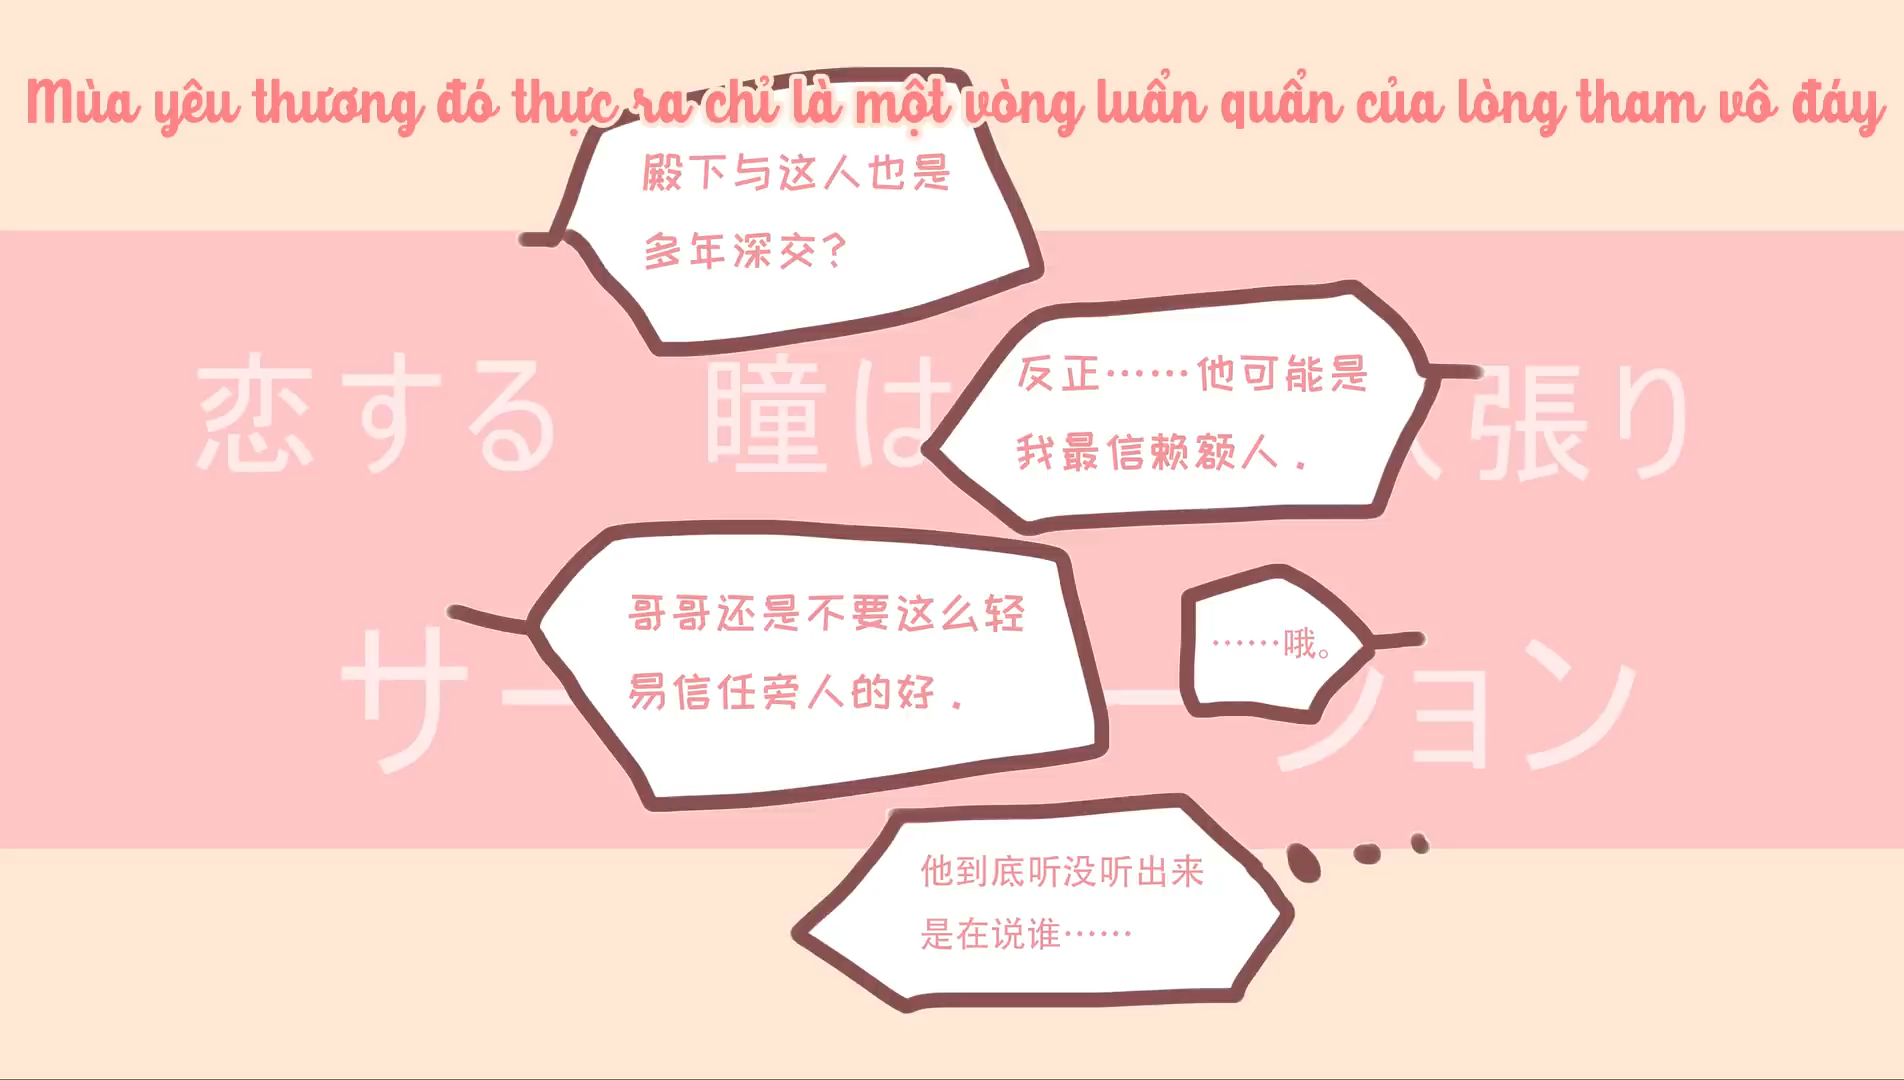 Mùa yêu thương đó thực ra chỉ là một vòng luẩn quẩn của lòng tham vô đáy
殿下与这人也是
多年深交？
恋する 瞳は 張り
反正……他可能是
我最信赖额人．
哥哥还是不要这么轻
易信任旁人的好．
……哦。
サー ーション
他到底听没听出来
是在说谁……